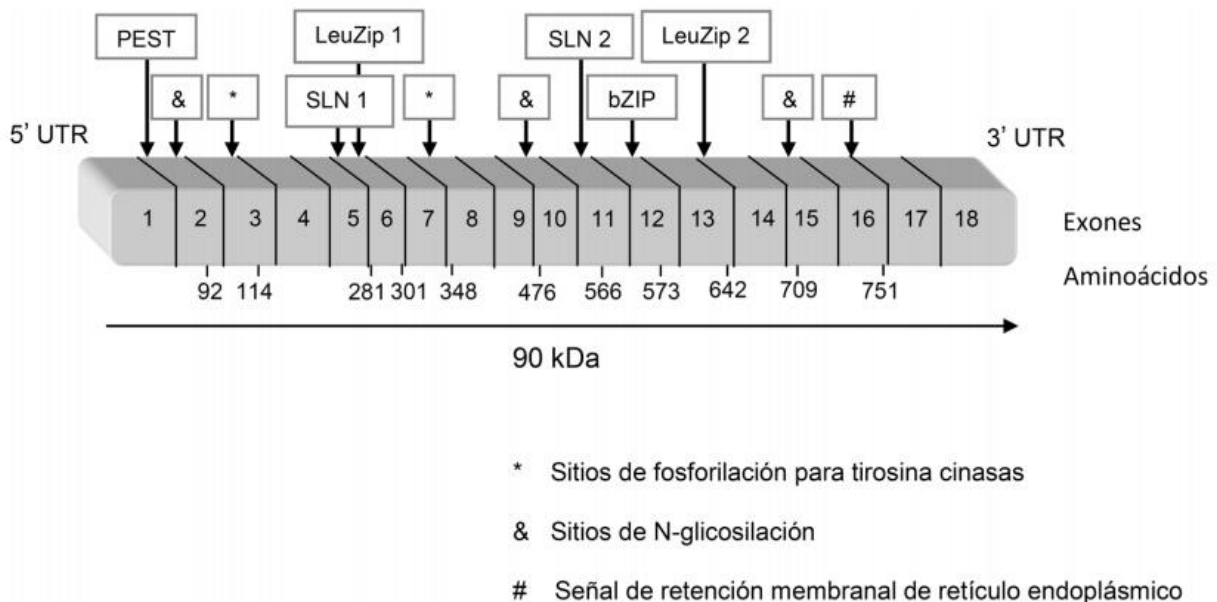 PEST
LeuZip 1
SLN 2
LeuZip 2
& * SLN 1 * & bZIP & #
5' UTR
3' UTR
1 2 3 4 5 6 7 8 9 10 11 12 13 14 15 16 17 18
Exones
92 114 281 301 348 476 566 573 642 709 751
Aminoácidos
90 kDa
* Sitios de fosforilación para tirosina cinasas
& Sitios de N-glicosilación
# Señal de retención membranal de retículo endoplásmico